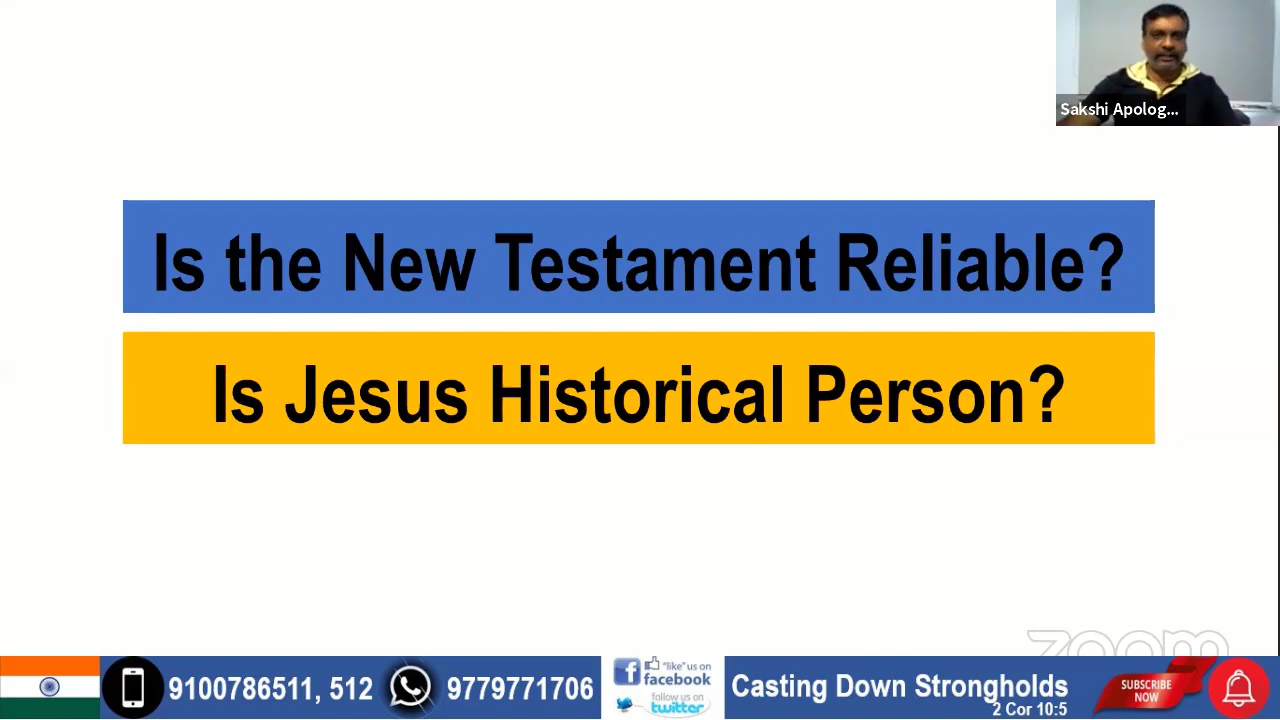 Sakshi Apolog...
Is the New Testament Reliable?
Is Jesus Historical Person?
zoom
9100786511, 512
9779771706
f
"like" us on
facebook
follow us on
twitter
Casting Down Strongholds
2 Cor 10:5
SUBSCRIBE
NOW